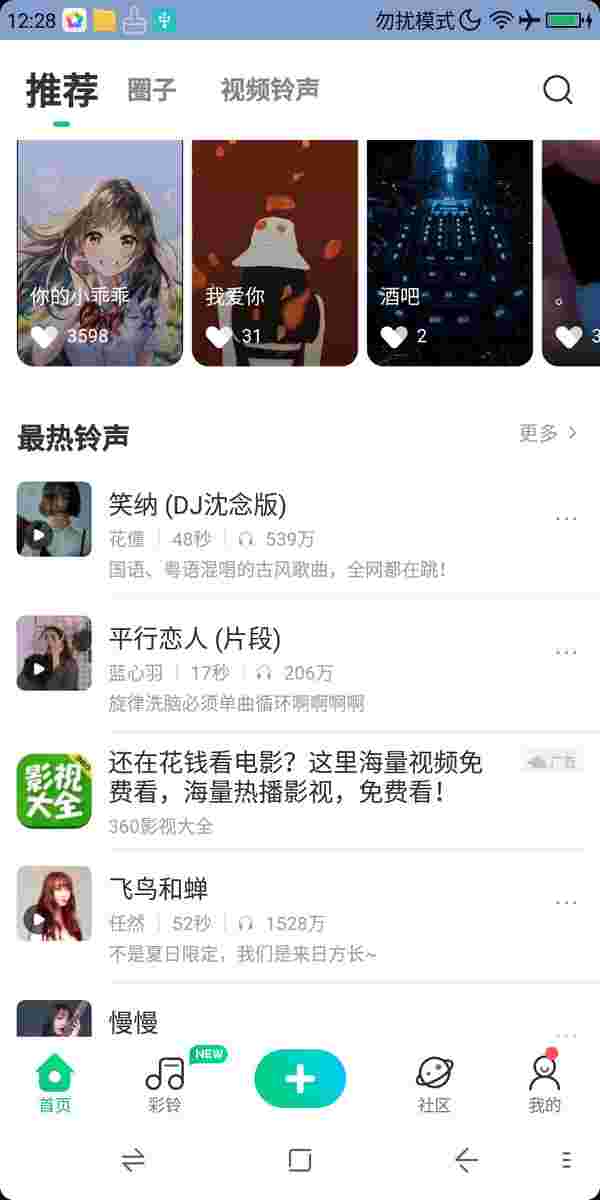 12:28 勿扰模式
推荐 圈子 视频铃声
你的小乖乖 我爱你 酒吧 。
3598 31 2 3
最热铃声 更多
笑纳 (DJ沈念版)
花僮 48秒 539万
国语、粤语混唱的古风歌曲，全网都在跳！
平行恋人 (片段)
蓝心羽 17秒 206万
旋律洗脑必须单曲循环啊啊啊啊
影视
大全
还在花钱看电影？这里海量视频免
费看，海量热播影视，免费看！
广告
360影视大全
飞鸟和蝉
任然 52秒 1528万
不是夏日限定，我们是来日方长~
慢慢
NEW
首页 彩铃 社区 我的